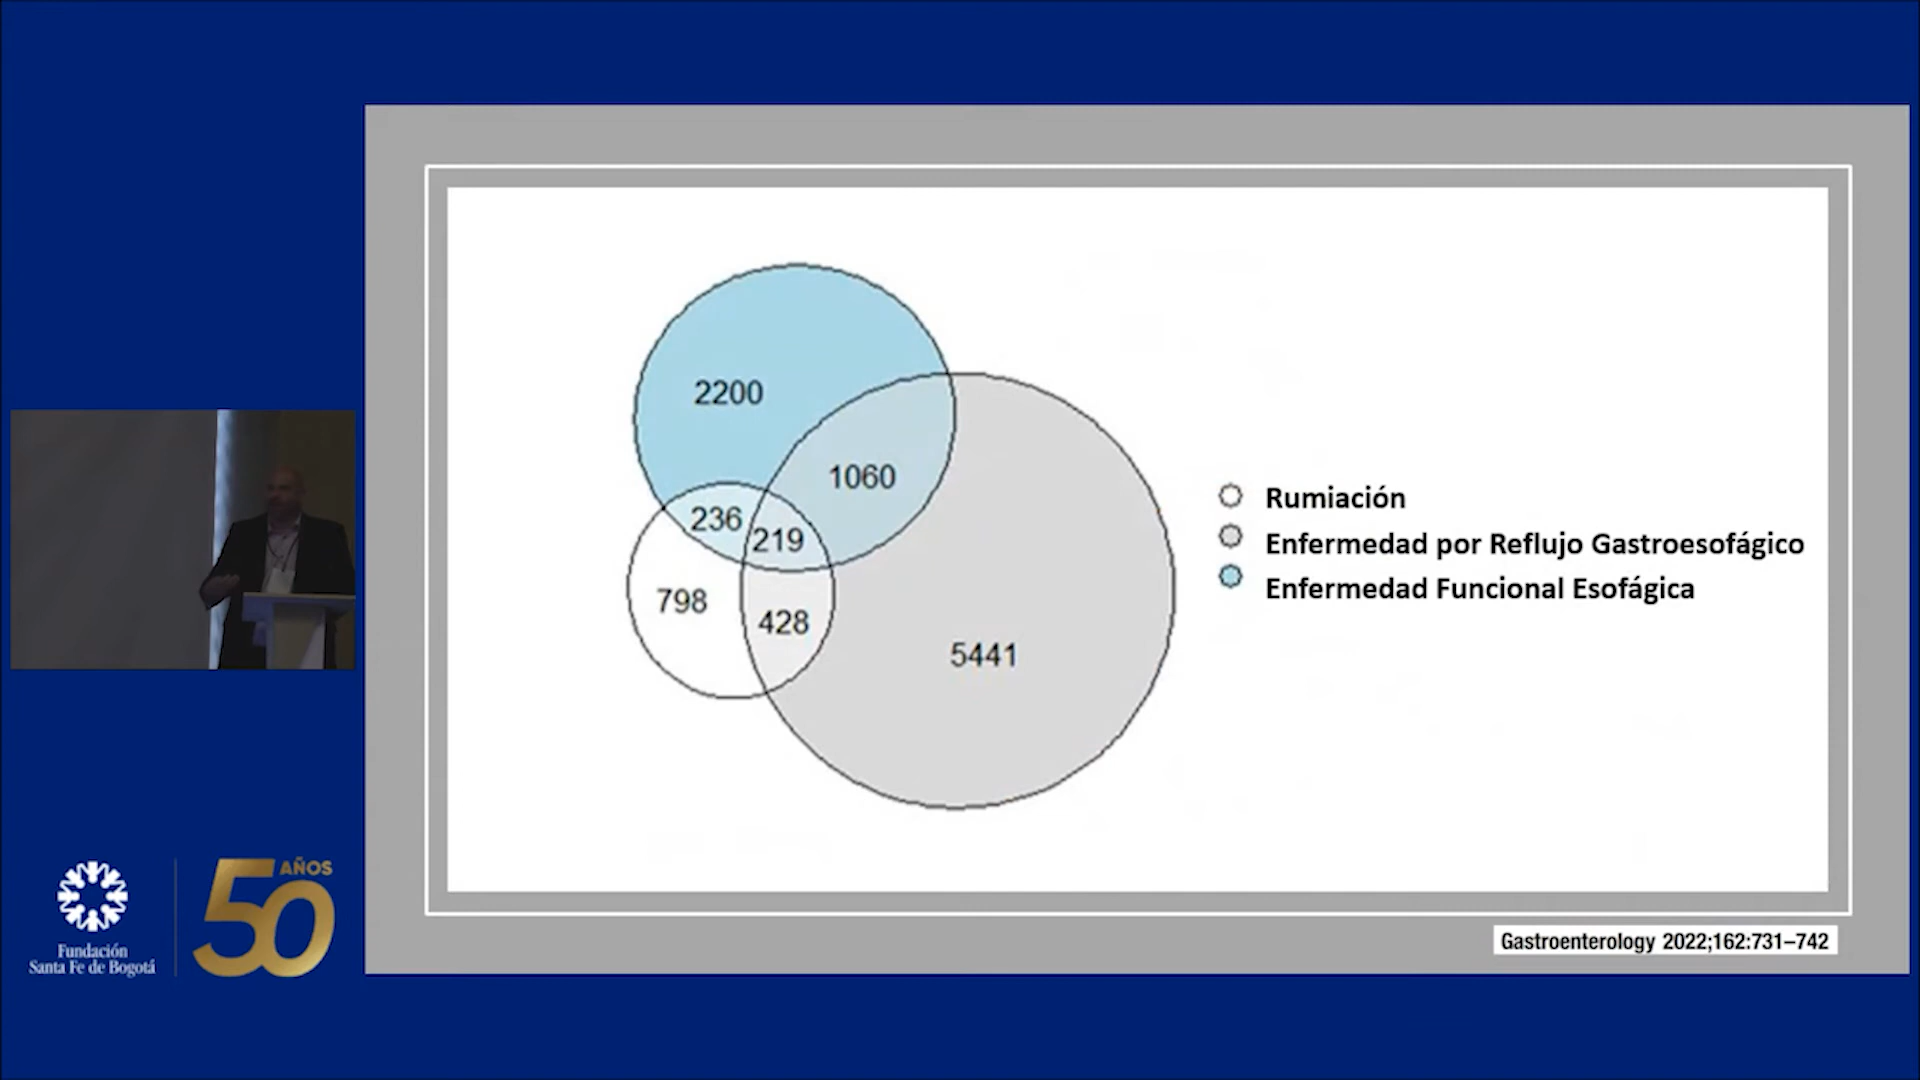 2200
1060
236
219
798
428
5441
Rumiación
Enfermedad por Reflujo Gastroesofágico
Enfermedad Funcional Esofágica
Gastroenterology 2022;162:731–742
Fundación
Santa Fe de Bogotá
50 AÑOS